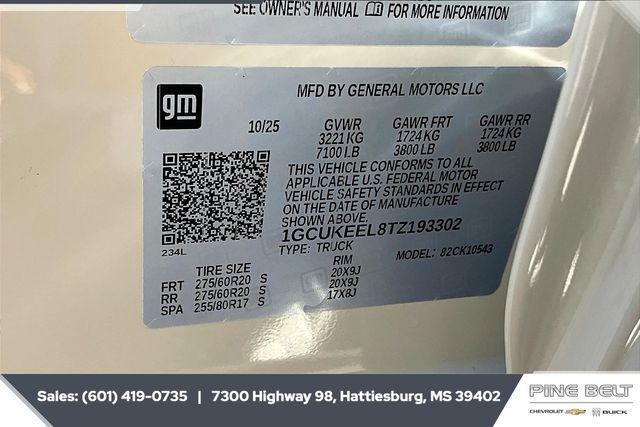 SEE OWNER'S MANUAL FOR MORE INFORMATION
gm
MFD BY GENERAL MOTORS LLC
10/25 GVWR GAWR FRT GAWR RR
3221 KG 1724 KG 1724 KG
7100 LB 3800 LB 3800 LB
THIS VEHICLE CONFORMS TO ALL
APPLICABLE U.S. FEDERAL MOTOR
VEHICLE SAFETY STANDARDS IN EFFECT
ON THE DATE OF MANUFACTURE
SHOWN ABOVE.
1GCUKEEL8TZ193302
TYPE: TRUCK MODEL: 82CK10543
234L
TIRE SIZE RIM
FRT 275/60R20 S 20X9J
RR 275/60R20 S 20X9J
SPA 255/80R17 S 17X8J
Sales: (601) 419-0735 | 7300 Highway 98, Hattiesburg, MS 39402
PINE BELT
CHEVROLET BUICK